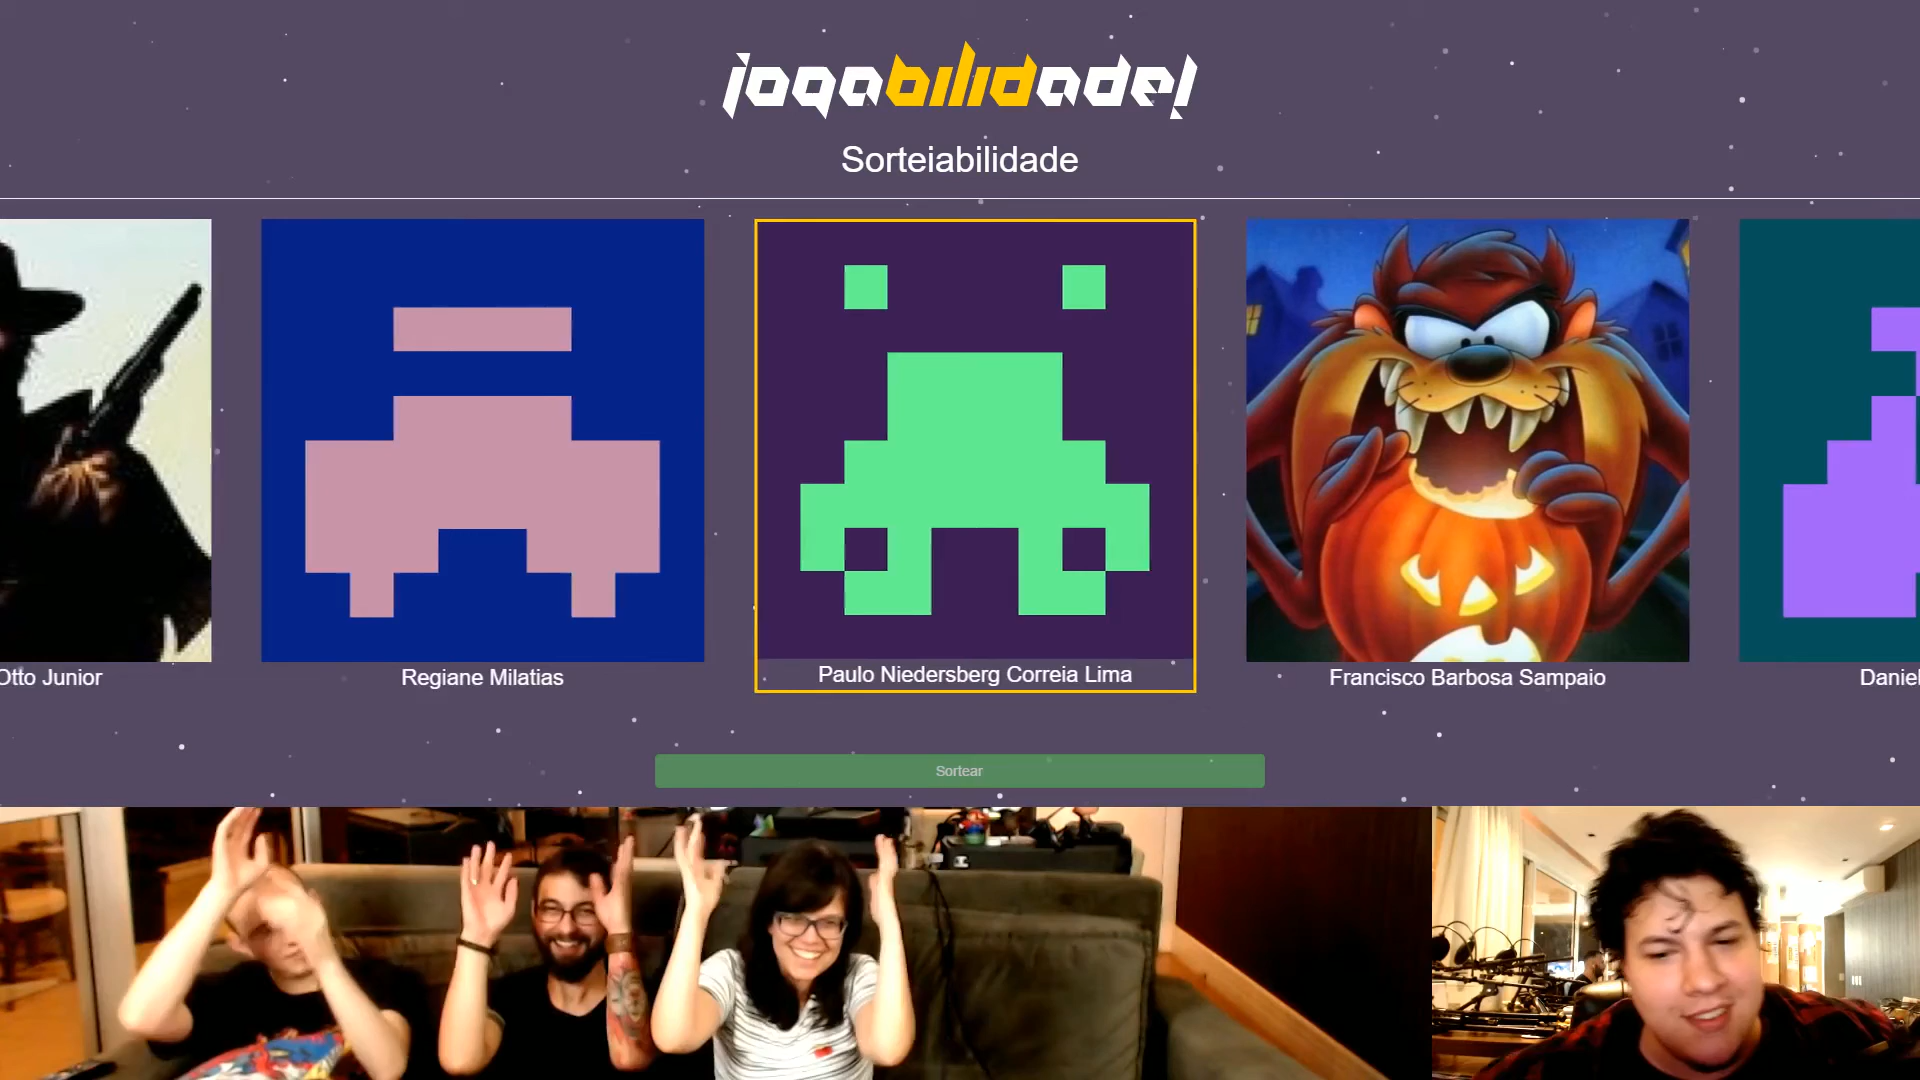 jogabilidade!
Sorteiabilidade
Otto Junior
Regiane Milatias
Paulo Niedersberg Correia Lima
Francisco Barbosa Sampaio
Daniel
Sortear